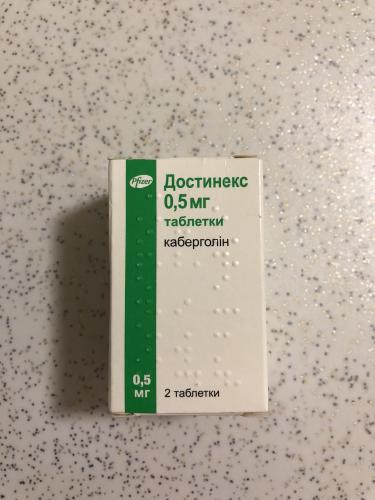 Pfizer
Достинекс
0,5 мг
таблетки
каберголін
0,5
мг
2 таблетки